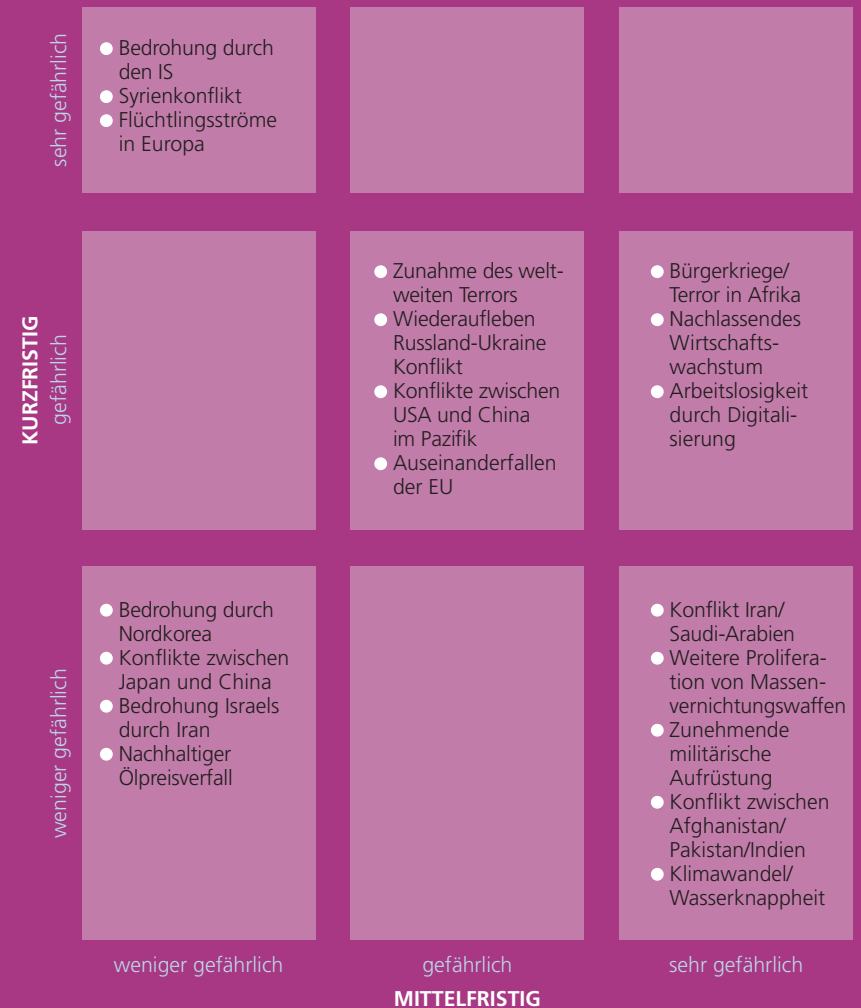 sehr gefährlich
● Bedrohung durch
den IS
● Syrienkonflikt
● Flüchtlingsströme
in Europa
KURZFRISTIG
gefährlich
● Zunahme des welt-
weiten Terrors
● Wiederaufleben
Russland-Ukraine
Konflikt
● Konflikte zwischen
USA und China
im Pazifik
● Auseinanderfallen
der EU
● Bürgerkriege/
Terror in Afrika
● Nachlassendes
Wirtschafts-
wachstum
● Arbeitslosigkeit
durch Digitali-
sierung
weniger gefährlich
● Bedrohung durch
Nordkorea
● Konflikte zwischen
Japan und China
● Bedrohung Israels
durch Iran
● Nachhaltiger
Ölpreisverfall
● Konflikt Iran/
Saudi-Arabien
● Weitere Prolifera-
tion von Massen-
vernichtungswaffen
● Zunehmende
militärische
Aufrüstung
● Konflikt zwischen
Afghanistan/
Pakistan/Indien
● Klimawandel/
Wasserknappheit
weniger gefährlich
gefährlich
sehr gefährlich
MITTELFRISTIG